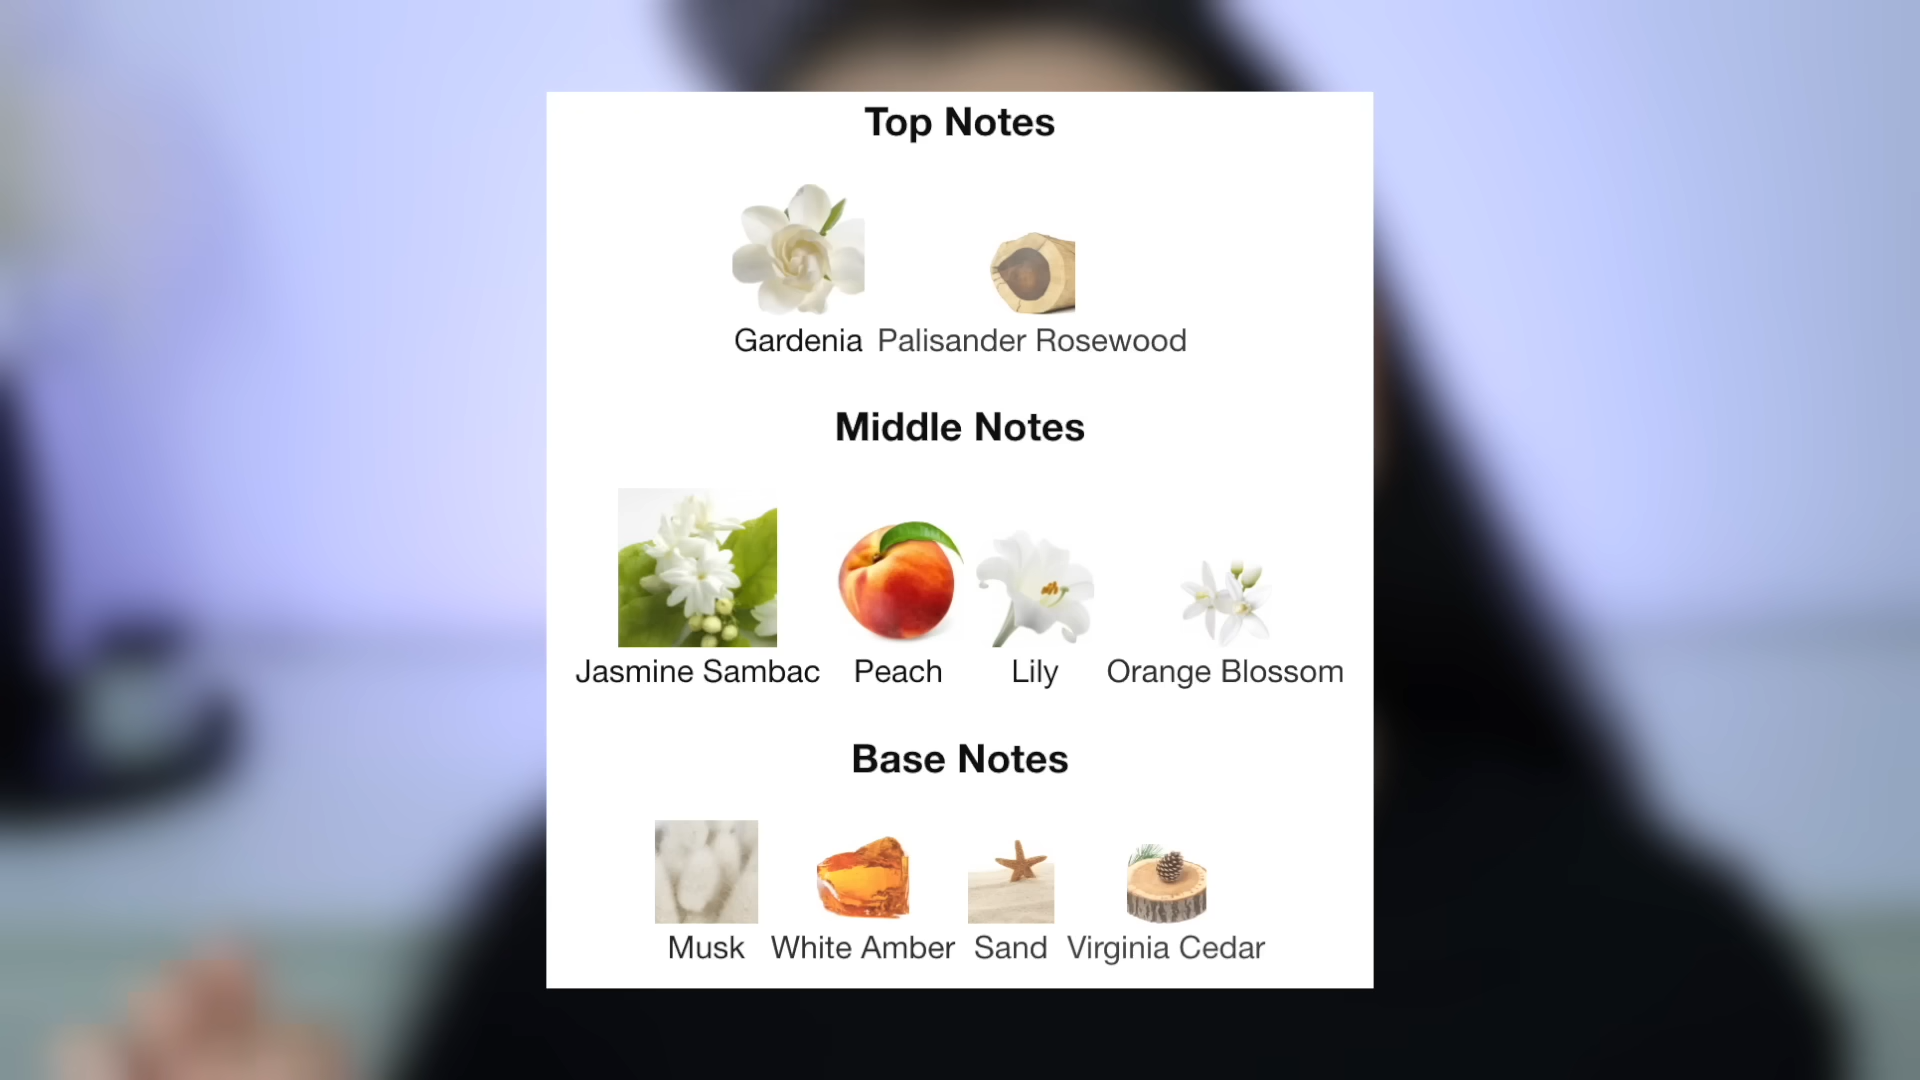 Top Notes
Gardenia Palisander Rosewood
Middle Notes
Jasmine Sambac Peach Lily Orange Blossom
Base Notes
Musk White Amber Sand Virginia Cedar